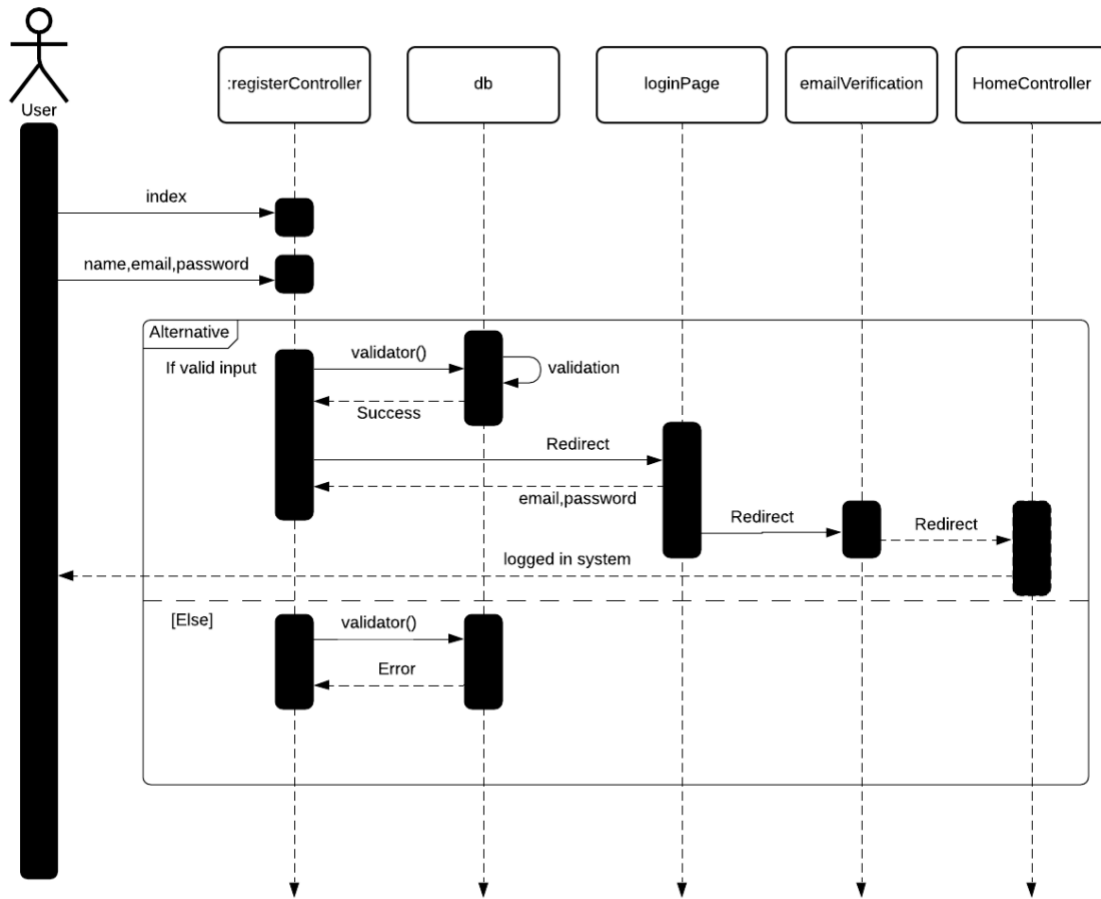 User
:registerController
db
loginPage
emailVerification
HomeController
index
name,email,password
Alternative
If valid input
validator()
validation
Success
Redirect
email,password
Redirect
Redirect
logged in system
[Else]
validator()
Error